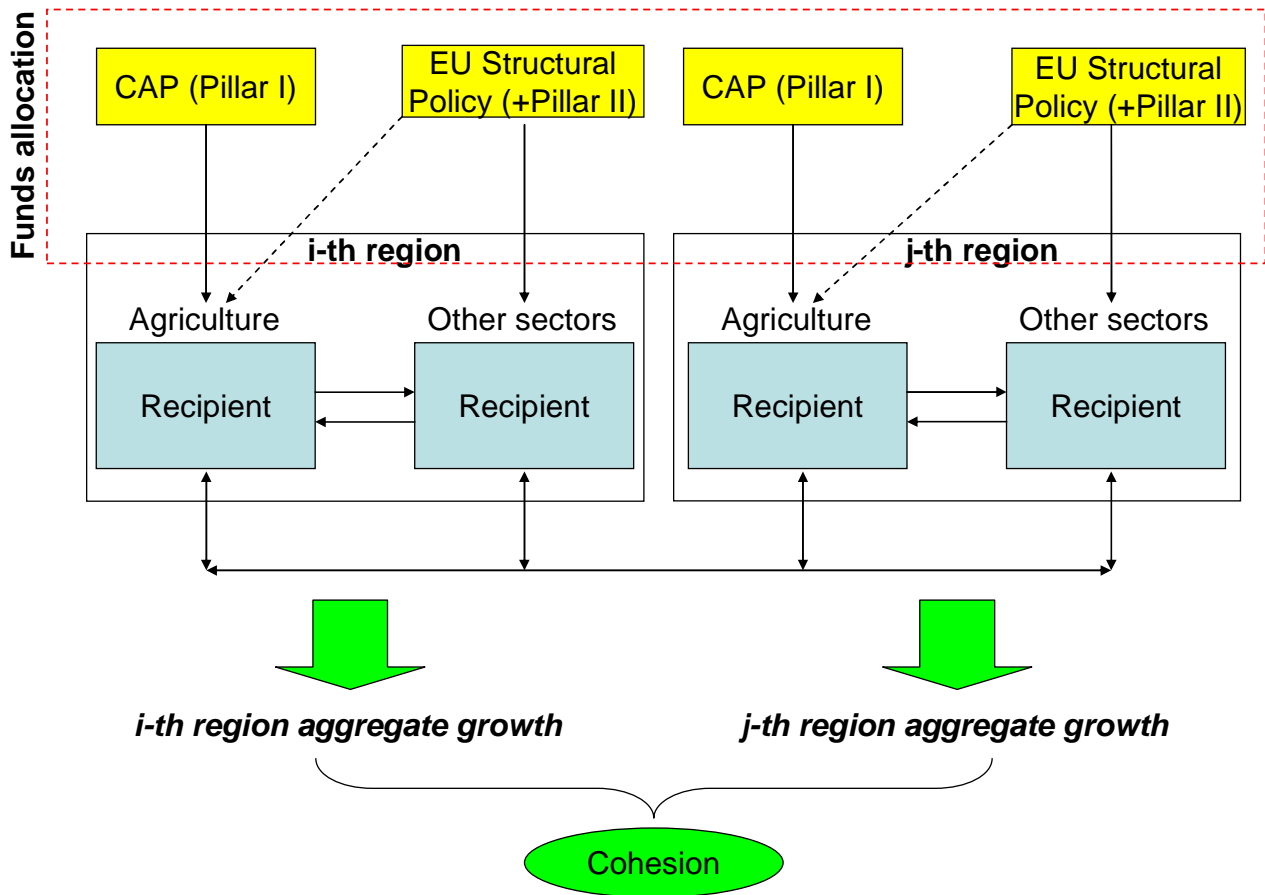 Funds allocation
CAP (Pillar I)
EU Structural
Policy (+Pillar II)
CAP (Pillar I)
EU Structural
Policy (+Pillar II)
i-th region
j-th region
Agriculture
Other sectors
Agriculture
Other sectors
Recipient
Recipient
Recipient
Recipient
i-th region aggregate growth
j-th region aggregate growth
Cohesion